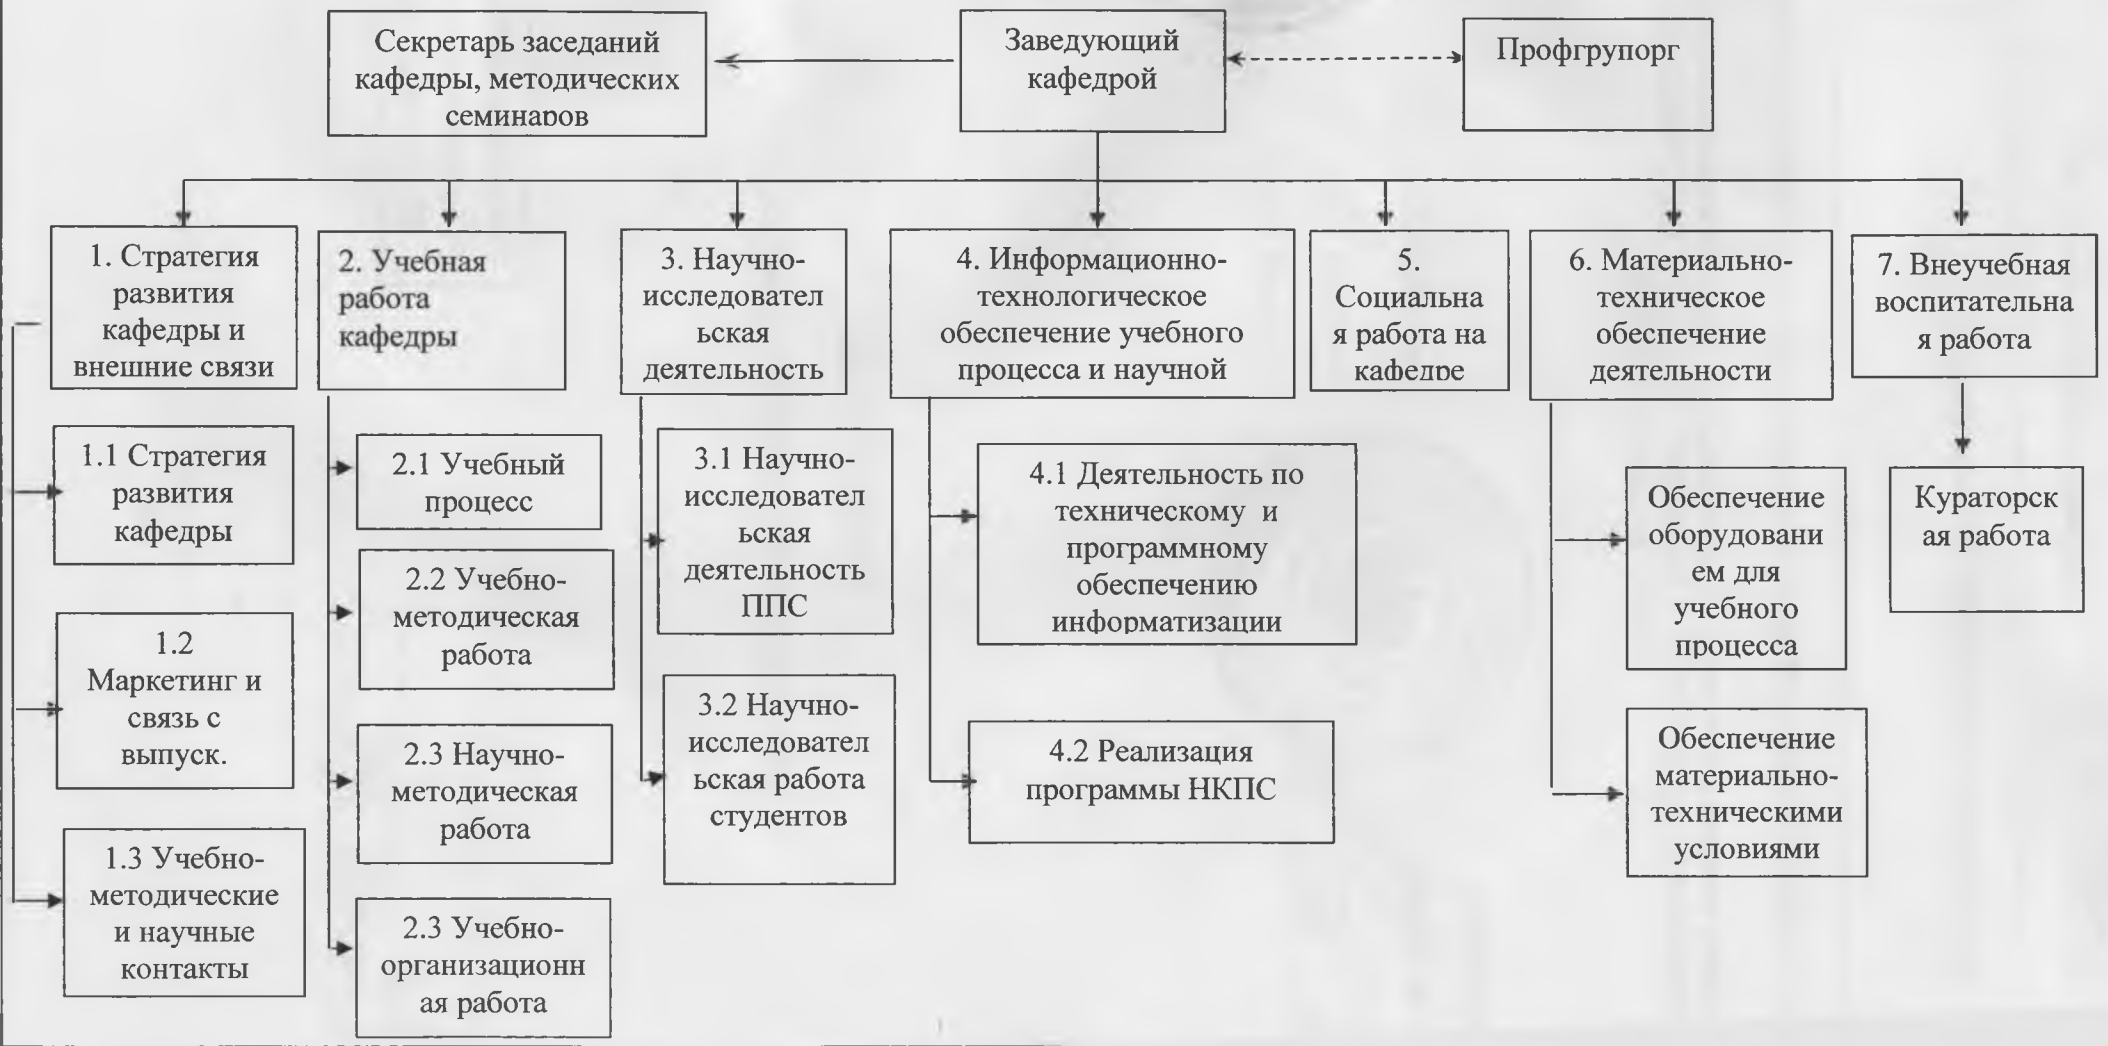 Секретарь заседаний
кафедры, методических
семинаров
Заведующий
кафедрой
Профгрупорг
1. Стратегия
развития
кафедры и
внешние связи
2. Учебная
работа
кафедры
3. Научно-
исследовател
ьская
деятельность
4. Информационно-
технологическое
обеспечение учебного
процесса и научной
5.
Социальна
я работа на
кафедре
6. Материально-
техническое
обеспечение
деятельности
7. Внеучебная
воспитательна
я работа
1.1 Стратегия
развития
кафедры
1.2
Маркетинг и
связь с
выпуск.
1.3 Учебно-
методические
и научные
контакты
2.1 Учебный
процесс
2.2 Учебно-
методическая
работа
2.3 Научно-
методическая
работа
2.3 Учебно-
организационн
ая работа
3.1 Научно-
исследовател
ьская
деятельность
ППС
3.2 Научно-
исследовател
ьская работа
студентов
4.1 Деятельность по
техническому и
программному
обеспечению
информатизации
4.2 Реализация
программы НКПС
Обеспечение
оборудовани
ем для
учебного
процесса
Обеспечение
материально-
техническими
условиями
Кураторск
ая работа